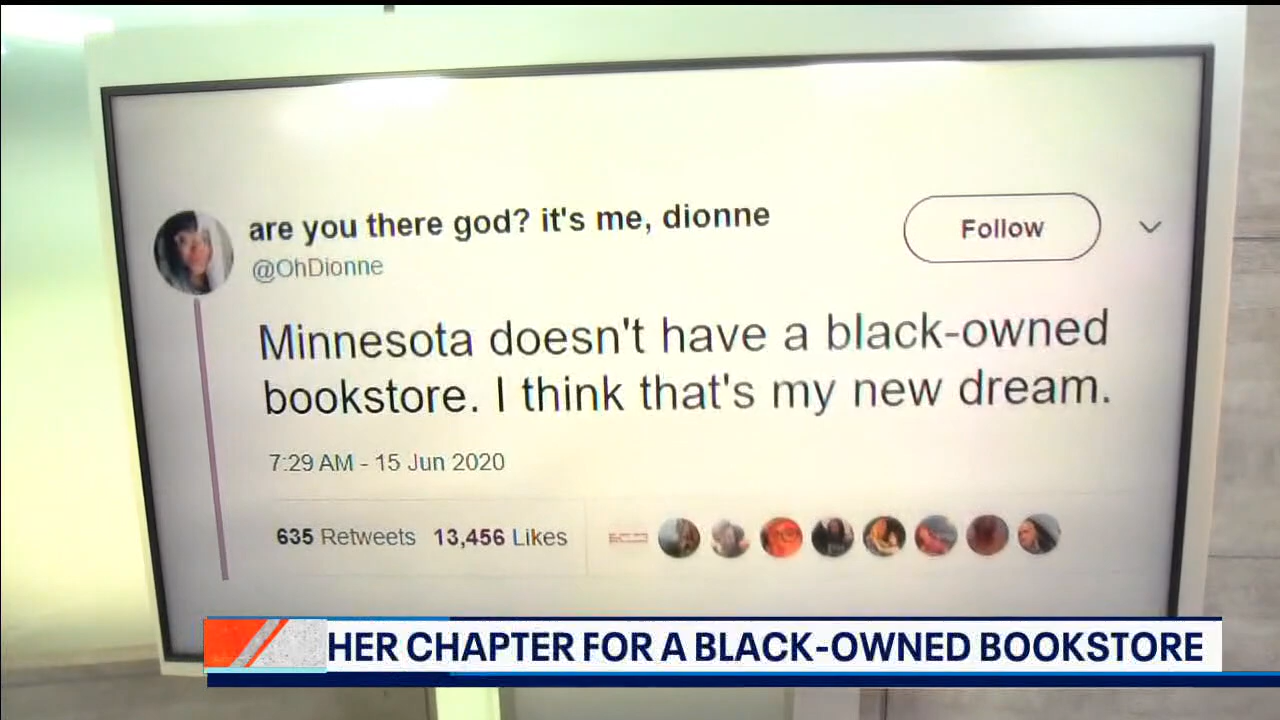 are you there god? it's me, dionne
@OhDionne
Follow
Minnesota doesn't have a black-owned
bookstore. I think that's my new dream.
7:29 AM - 15 Jun 2020
635 Retweets 13,456 Likes
HER CHAPTER FOR A BLACK-OWNED BOOKSTORE